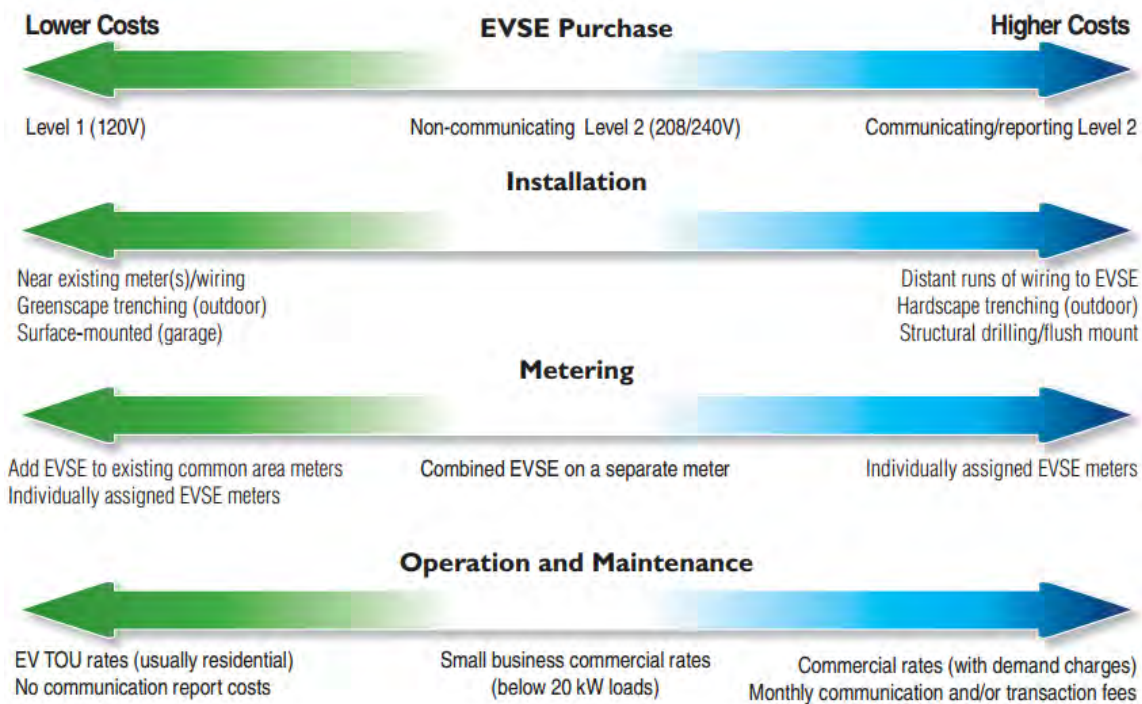 Lower Costs
EVSE Purchase
Higher Costs
Level 1 (120V)
Non-communicating Level 2 (208/240V)
Communicating/reporting Level 2
Installation
Near existing meter(s)/wiring
Greenscape trenching (outdoor)
Surface-mounted (garage)
Distant runs of wiring to EVSE
Hardscape trenching (outdoor)
Structural drilling/flush mount
Metering
Add EVSE to existing common area meters
Individually assigned EVSE meters
Combined EVSE on a separate meter
Individually assigned EVSE meters
Operation and Maintenance
EV TOU rates (usually residential)
No communication report costs
Small business commercial rates
(below 20 kW loads)
Commercial rates (with demand charges)
Monthly communication and/or transaction fees